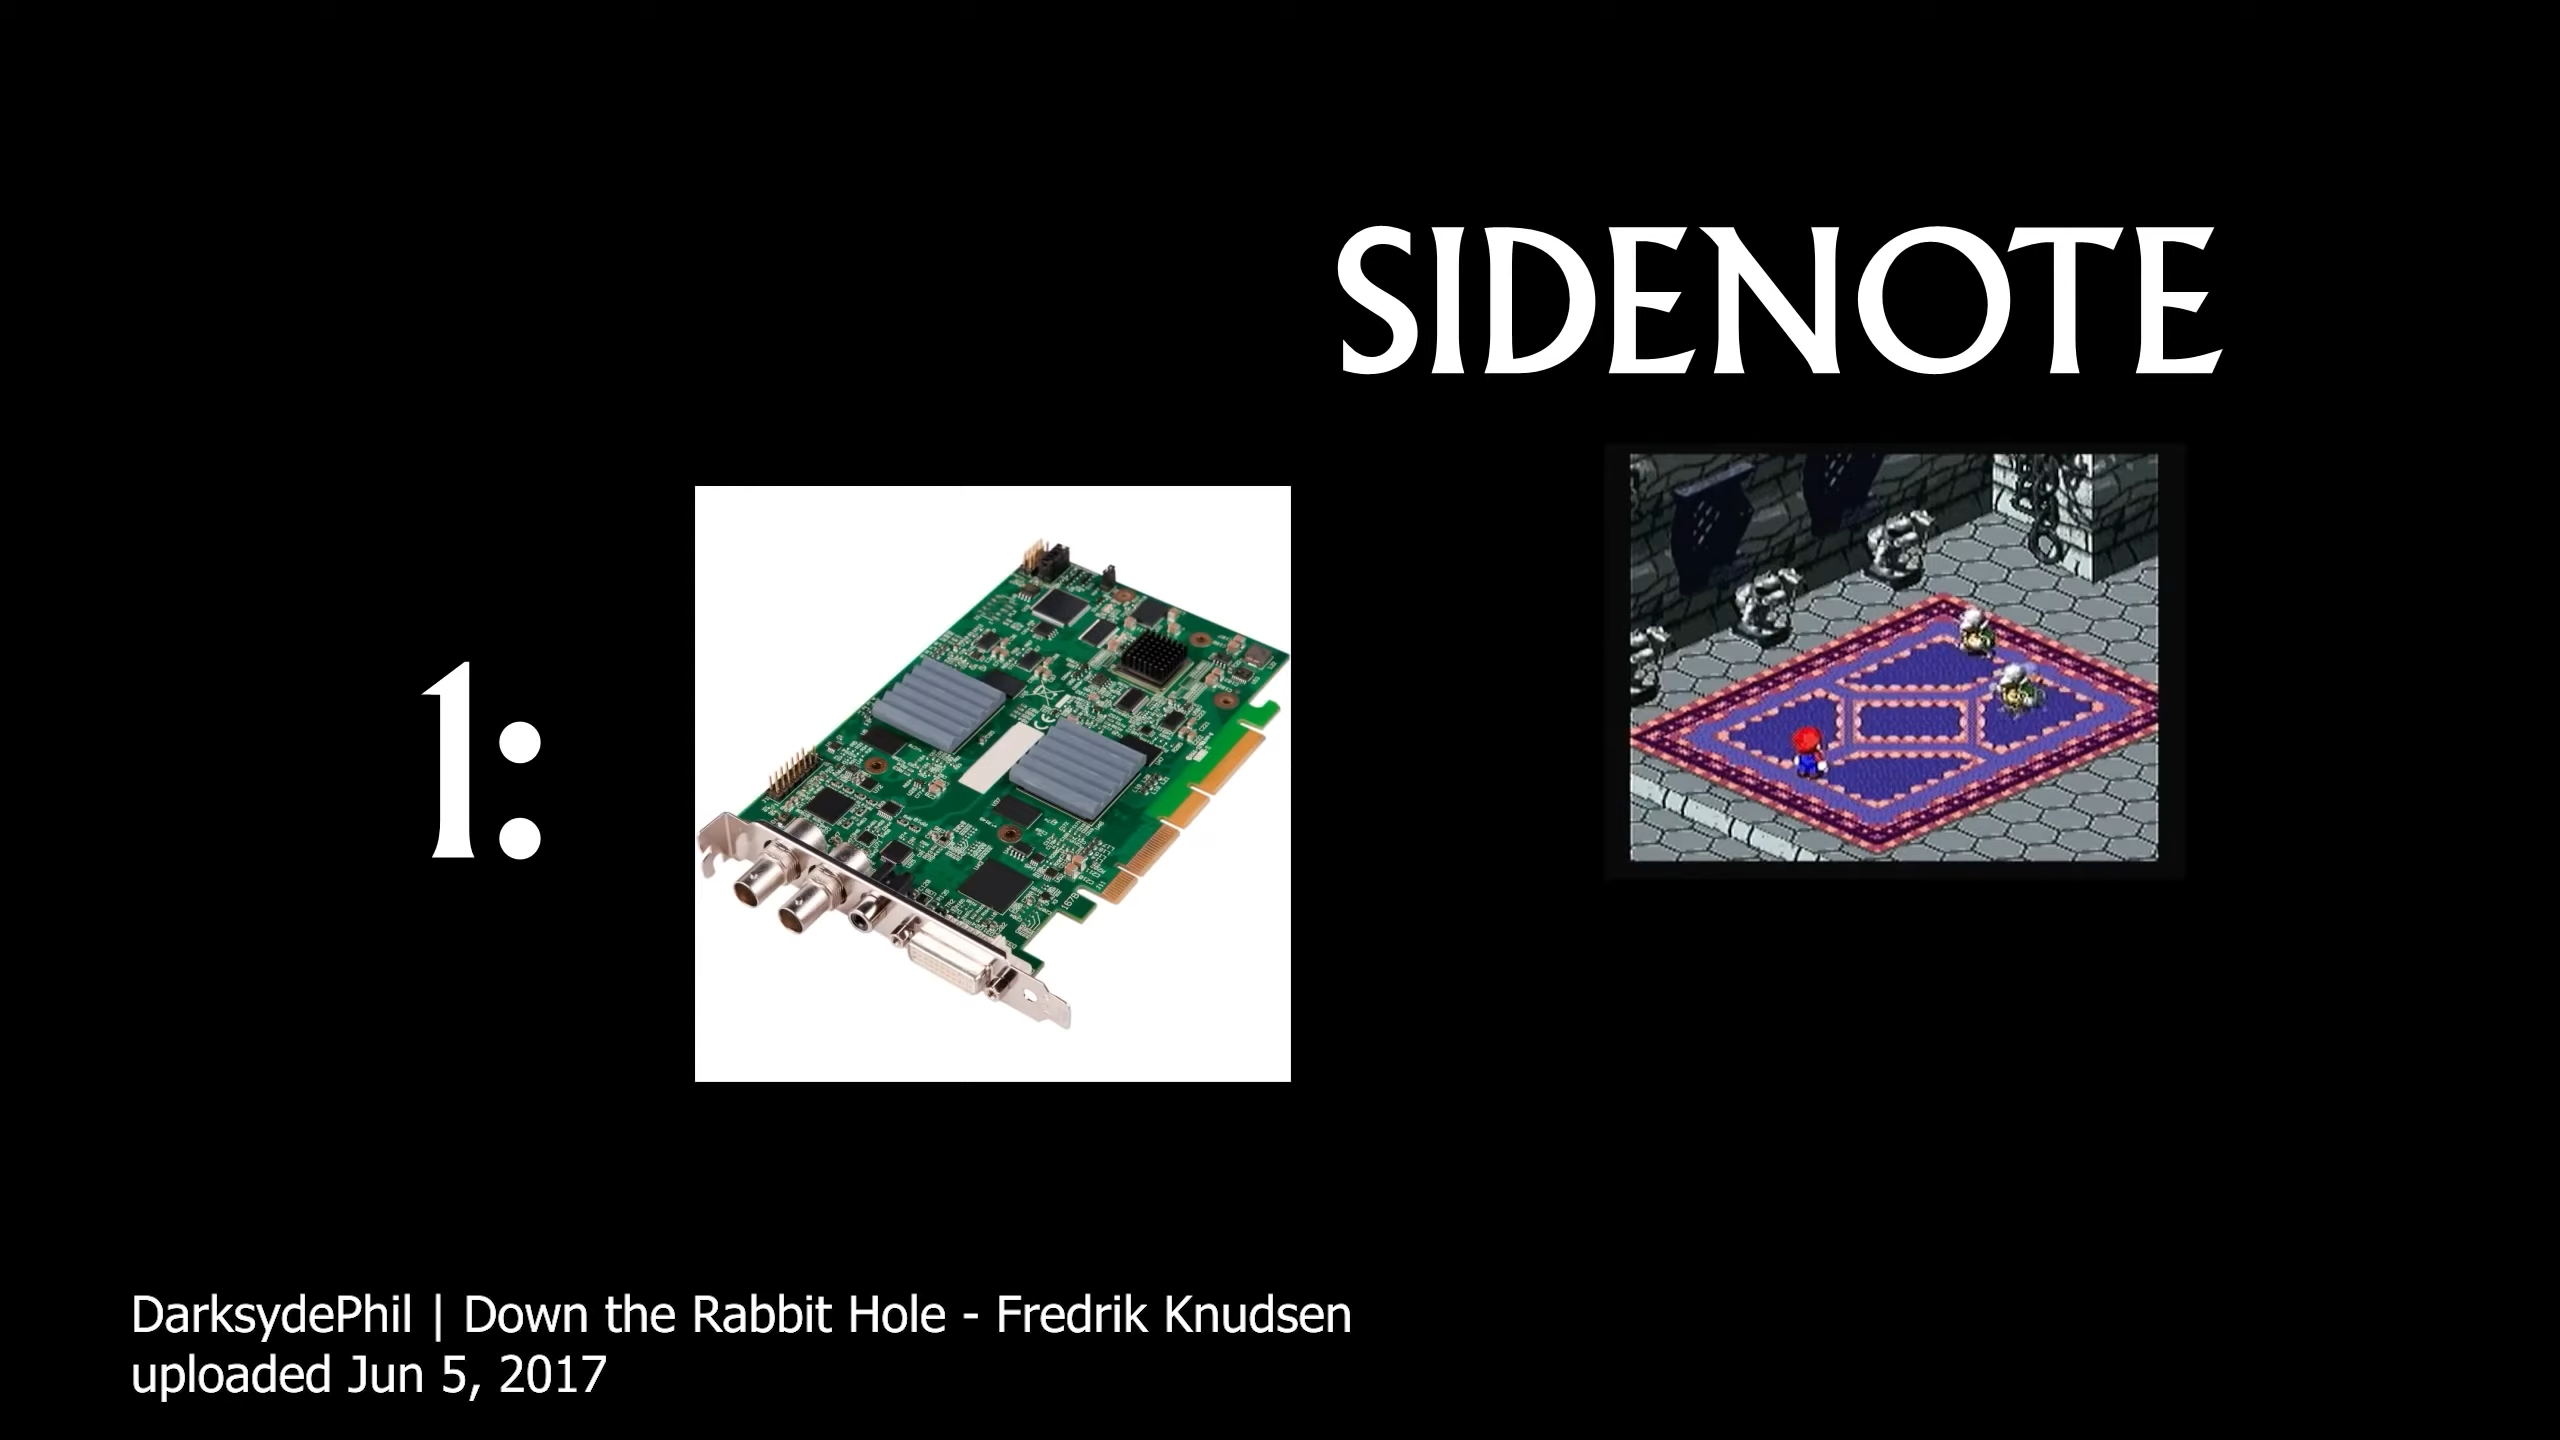 SIDENOTE
1:
DarksydePhil | Down the Rabbit Hole - Fredrik Knudsen
uploaded Jun 5, 2017